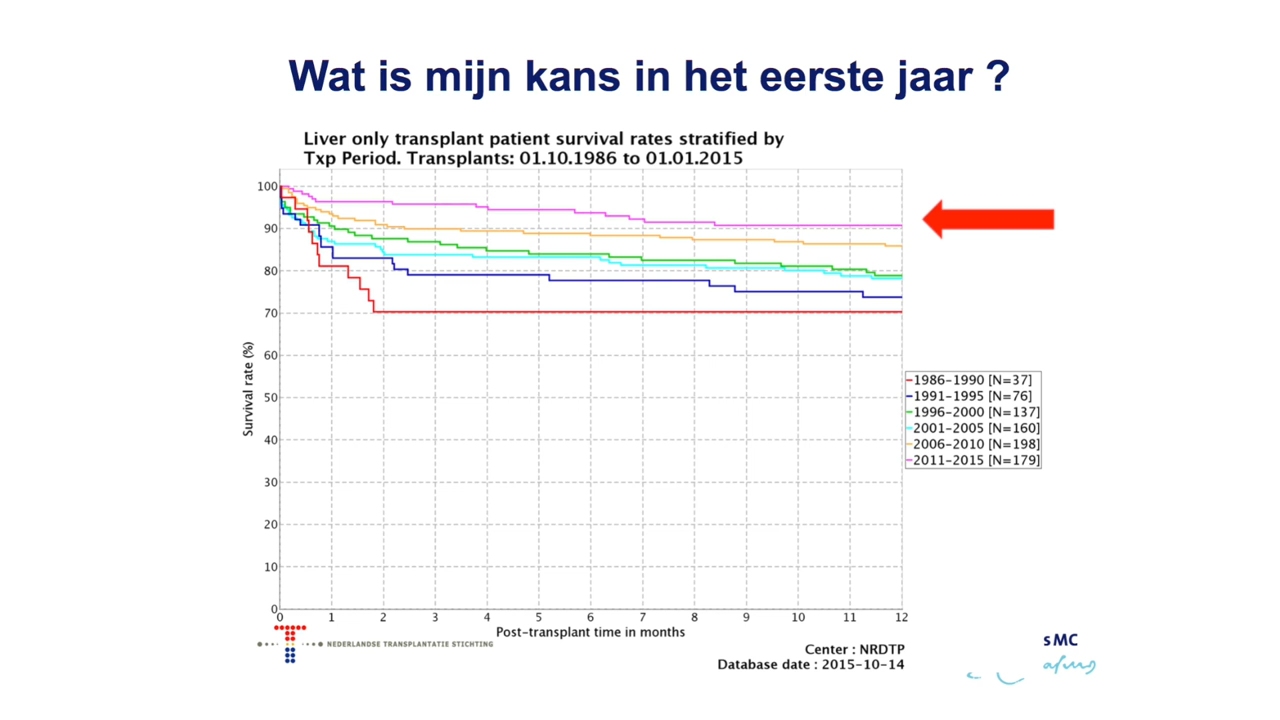 Wat is mijn kans in het eerste jaar ?
Liver only transplant patient survival rates stratified by
Txp Period. Transplants: 01.10.1986 to 01.01.2015
100
90
80
70
60
50
40
30
20
10
0
Survival rate (%)
0 1 2 3 4 5 6 7 8 9 10 11 12
Post-transplant time in months
1986-1990 [N=37]
1991-1995 [N=76]
1996-2000 [N=137]
2001-2005 [N=160]
2006-2010 [N=198]
2011-2015 [N=179]
NEDERLANDSE TRANSPLANTATIE STICHTING
Center : NRDTP
Database date : 2015-10-14
sMC